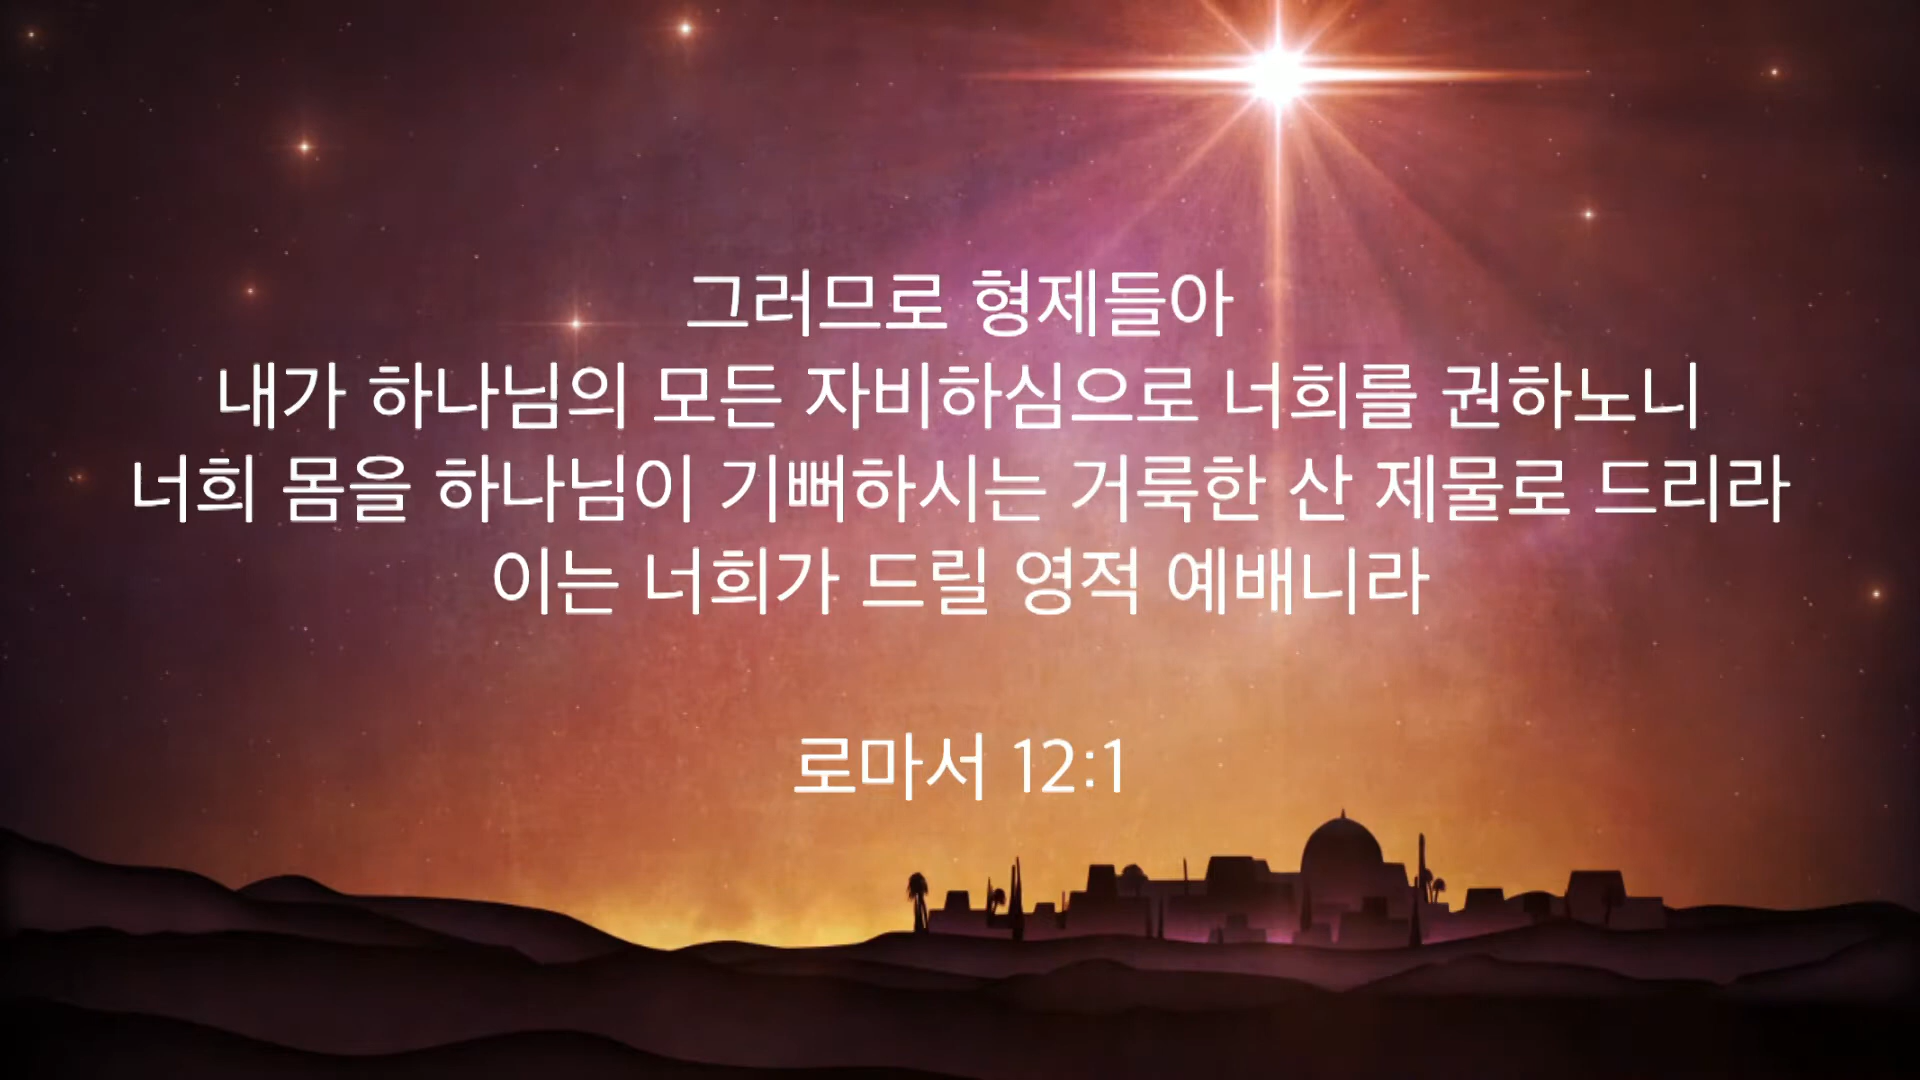 그러므로 형제들아
내가 하나님의 모든 자비하심으로 너희를 권하노니
너희 몸을 하나님이 기뻐하시는 거룩한 산 제물로 드리라
이는 너희가 드릴 영적 예배니라
로마서 12:1